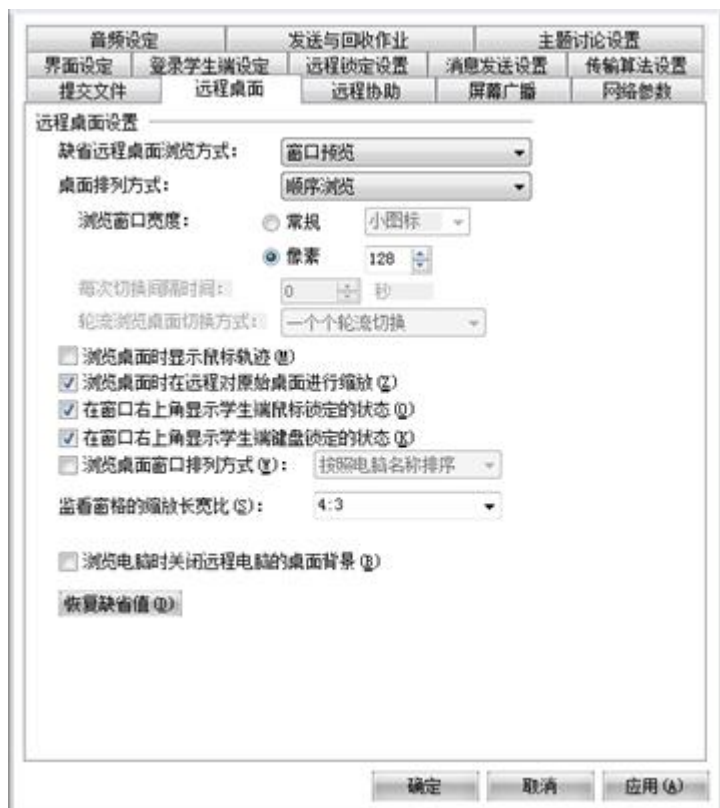 音频设定 发送与回收作业 主题讨论设置
界面设定 登录学生端设定 远程锁定设置 消息发送设置 传输算法设置
提交文件 远程桌面 远程协助 屏幕广播 网络参数
远程桌面设置
缺省远程桌面浏览方式: 窗口预览
桌面排列方式: 顺序浏览
浏览窗口宽度: 常规 小图标
像素 128
每次切换间隔时间: 0 秒
轮流浏览桌面切换方式: 一个个轮流切换
浏览桌面时显示鼠标轨迹(M)
浏览桌面时在远程对原始桌面进行缩放(Z)
在窗口右上角显示学生端鼠标锁定的状态(O)
在窗口右上角显示学生端键盘锁定的状态(K)
浏览桌面窗口排列方式(Y): 按照电脑名称排序
监看窗格的缩放长宽比(S): 4:3
浏览电脑时关闭远程电脑的桌面背景(B)
恢复缺省值(D)
确定 取消 应用(A)